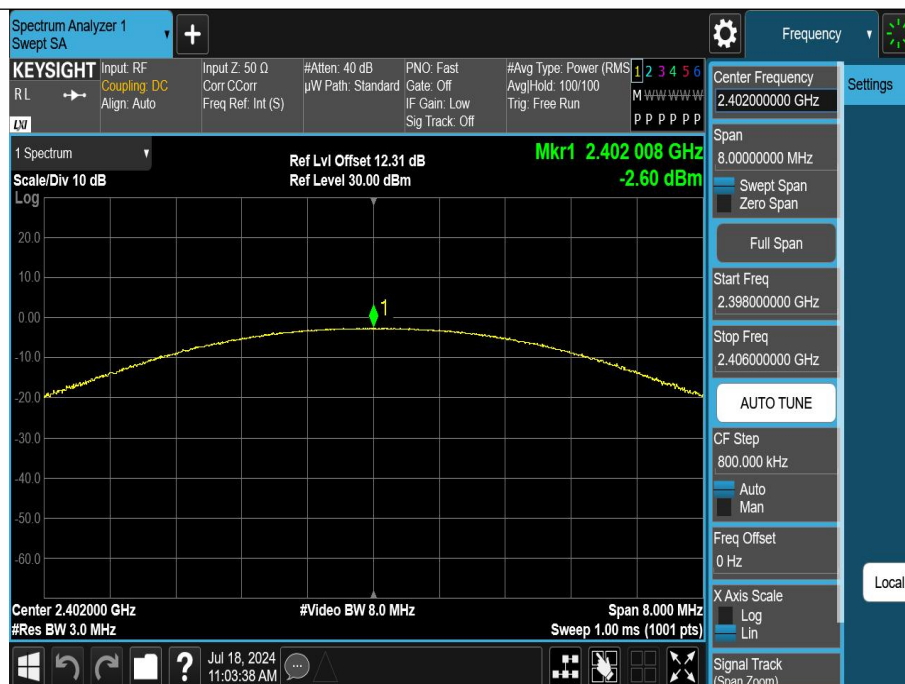 Spectrum Analyzer 1
Swept SA
Frequency
KEYSIGHT
RL
LXI
Input: RF
Coupling: DC
Align: Auto
Input Z: 50 Ω
Corr CCorr
Freq Ref: Int (S)
#Atten: 40 dB
µW Path: Standard
PNO: Fast
Gate: Off
IF Gain: Low
Sig Track: Off
#Avg Type: Power (RMS
Avg|Hold: 100/100
Trig: Free Run
1 2 3 4 5 6
M W W W W W
P P P P P P
Center Frequency
2.402000000 GHz
Settings
1 Spectrum
Scale/Div 10 dB
Log
Ref Lvl Offset 12.31 dB
Ref Level 30.00 dBm
Mkr1 2.402 008 GHz
-2.60 dBm
Span
8.00000000 MHz
Swept Span
Zero Span
Full Span
Start Freq
2.398000000 GHz
Stop Freq
2.406000000 GHz
AUTO TUNE
CF Step
800.000 kHz
Auto
Man
Freq Offset
0 Hz
X Axis Scale
Log
Lin
Signal Track
(Span Zoom)
Local
20.0
10.0
0.00
1
-10.0
-20.0
-30.0
-40.0
-50.0
-60.0
Center 2.402000 GHz
#Res BW 3.0 MHz
#Video BW 8.0 MHz
Span 8.000 MHz
Sweep 1.00 ms (1001 pts)
?
Jul 18, 2024
11:03:38 AM